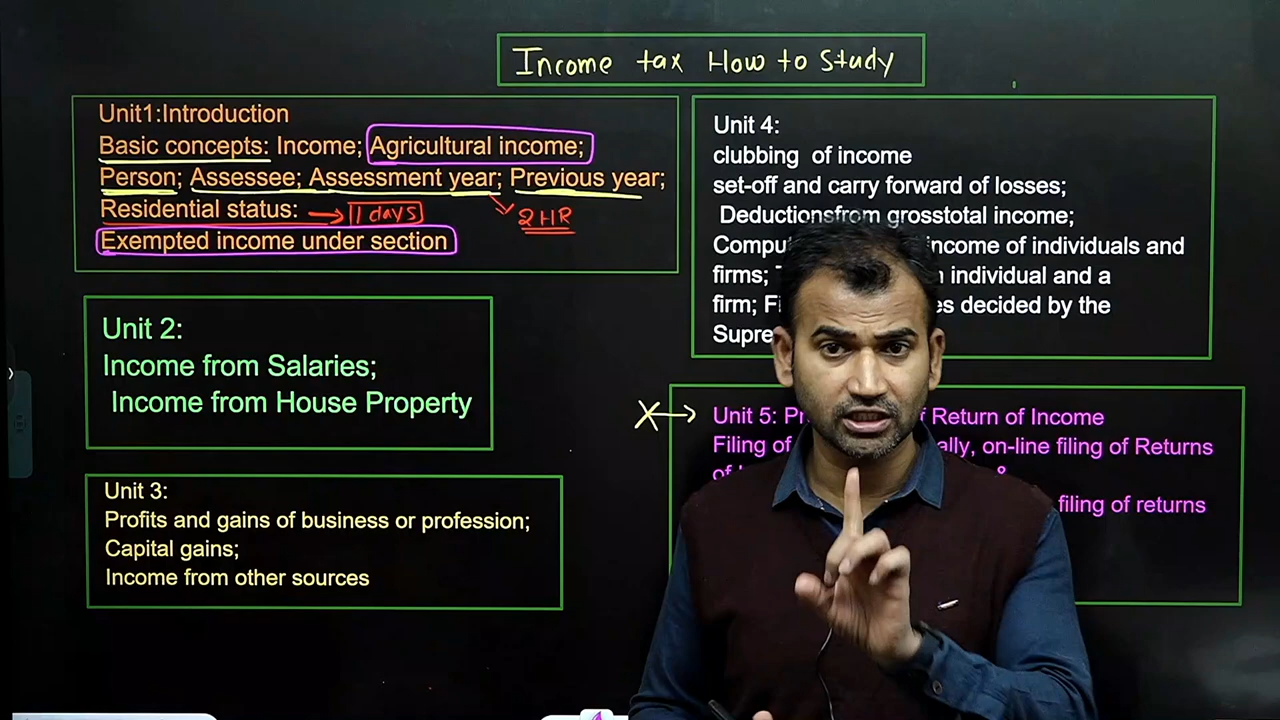 Income tax How to Study
Unit1:Introduction
Basic concepts: Income; Agricultural income;
Person; Assessee; Assessment year; Previous year;
Residential status: 11 days
2 HR
Exempted income under section
Unit 2:
Income from Salaries;
Income from House Property
Unit 3:
Profits and gains of business or profession;
Capital gains;
Income from other sources
Unit 4:
clubbing of income
set-off and carry forward of losses;
Deductionsfrom grosstotal income;
income of individuals and
firms; individual and a
firm; decided by the
X
Unit 5: Return of Income
Filing of on-line filing of Returns
of &
filing of returns